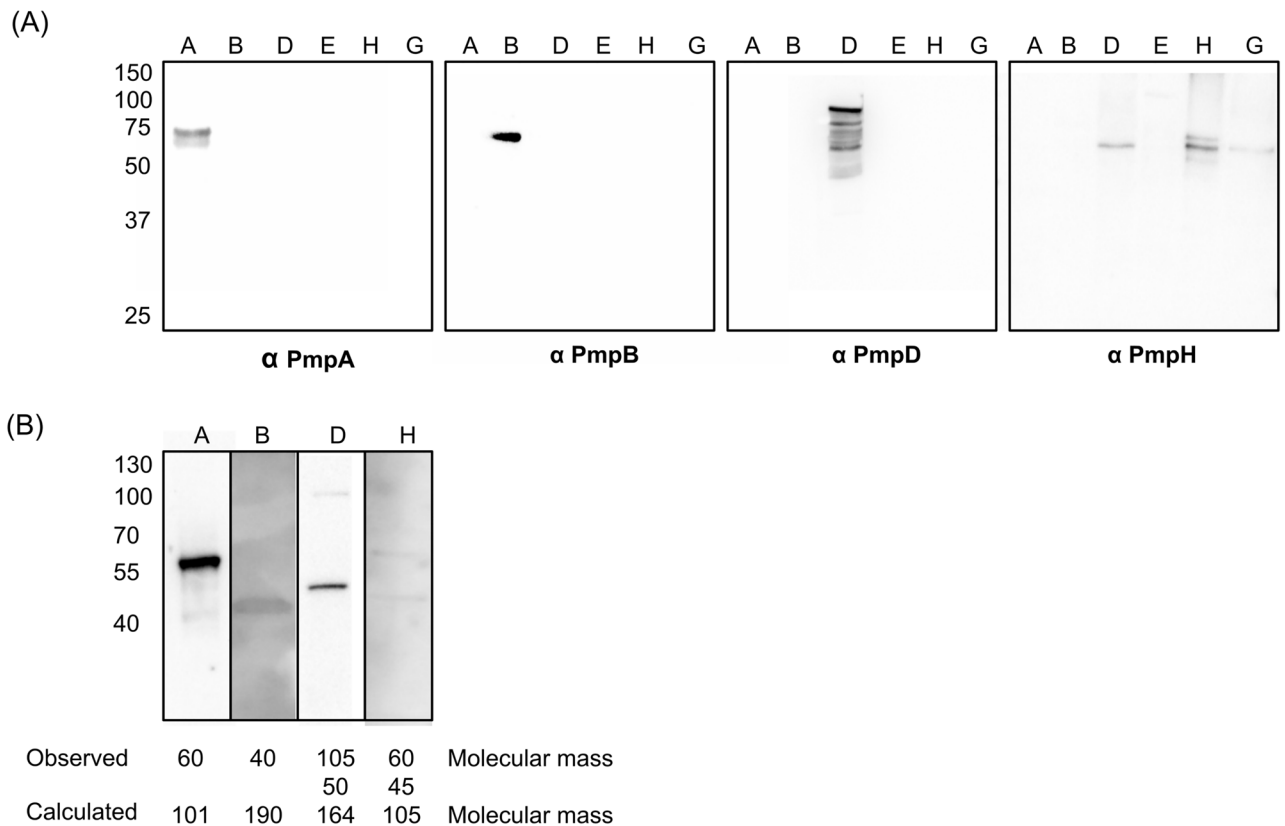 (A)
A B D E H G A B D E H G A B D E H G A B D E H G
150
100
75
50
37
25
α PmpA α PmpB α PmpD α PmpH
(B)
A B D H
130
100
70
55
40
Observed 60 40 105 60 Molecular mass
50 45
Calculated 101 190 164 105 Molecular mass